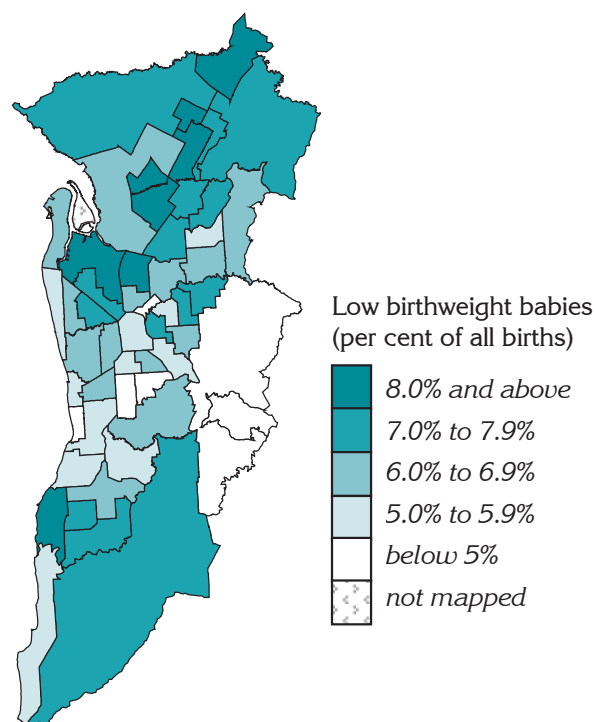 Low birthweight babies
(per cent of all births)
8.0% and above
7.0% to 7.9%
6.0% to 6.9%
5.0% to 5.9%
below 5%
not mapped